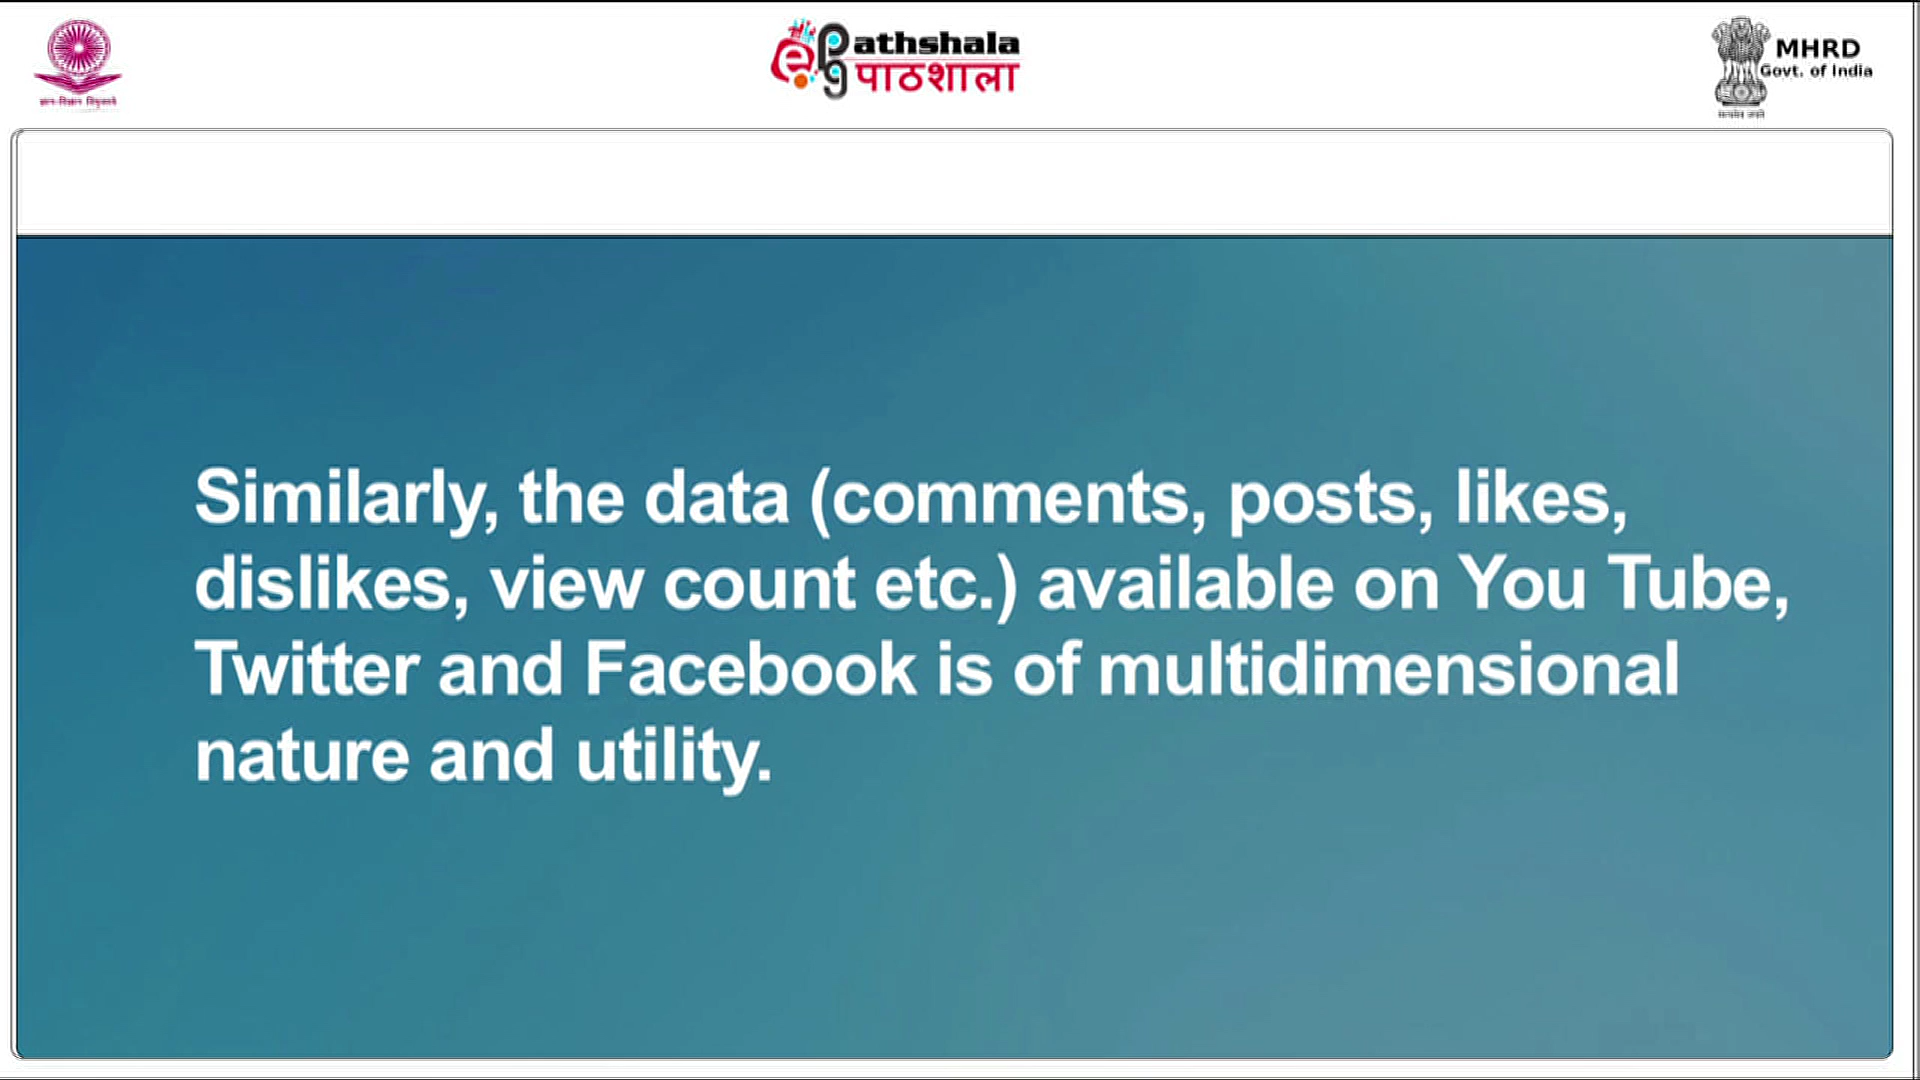 Pathshala
पाठशाला
MHRD
Govt. of India
Similarly, the data (comments, posts, likes,
dislikes, view count etc.) available on You Tube,
Twitter and Facebook is of multidimensional
nature and utility.